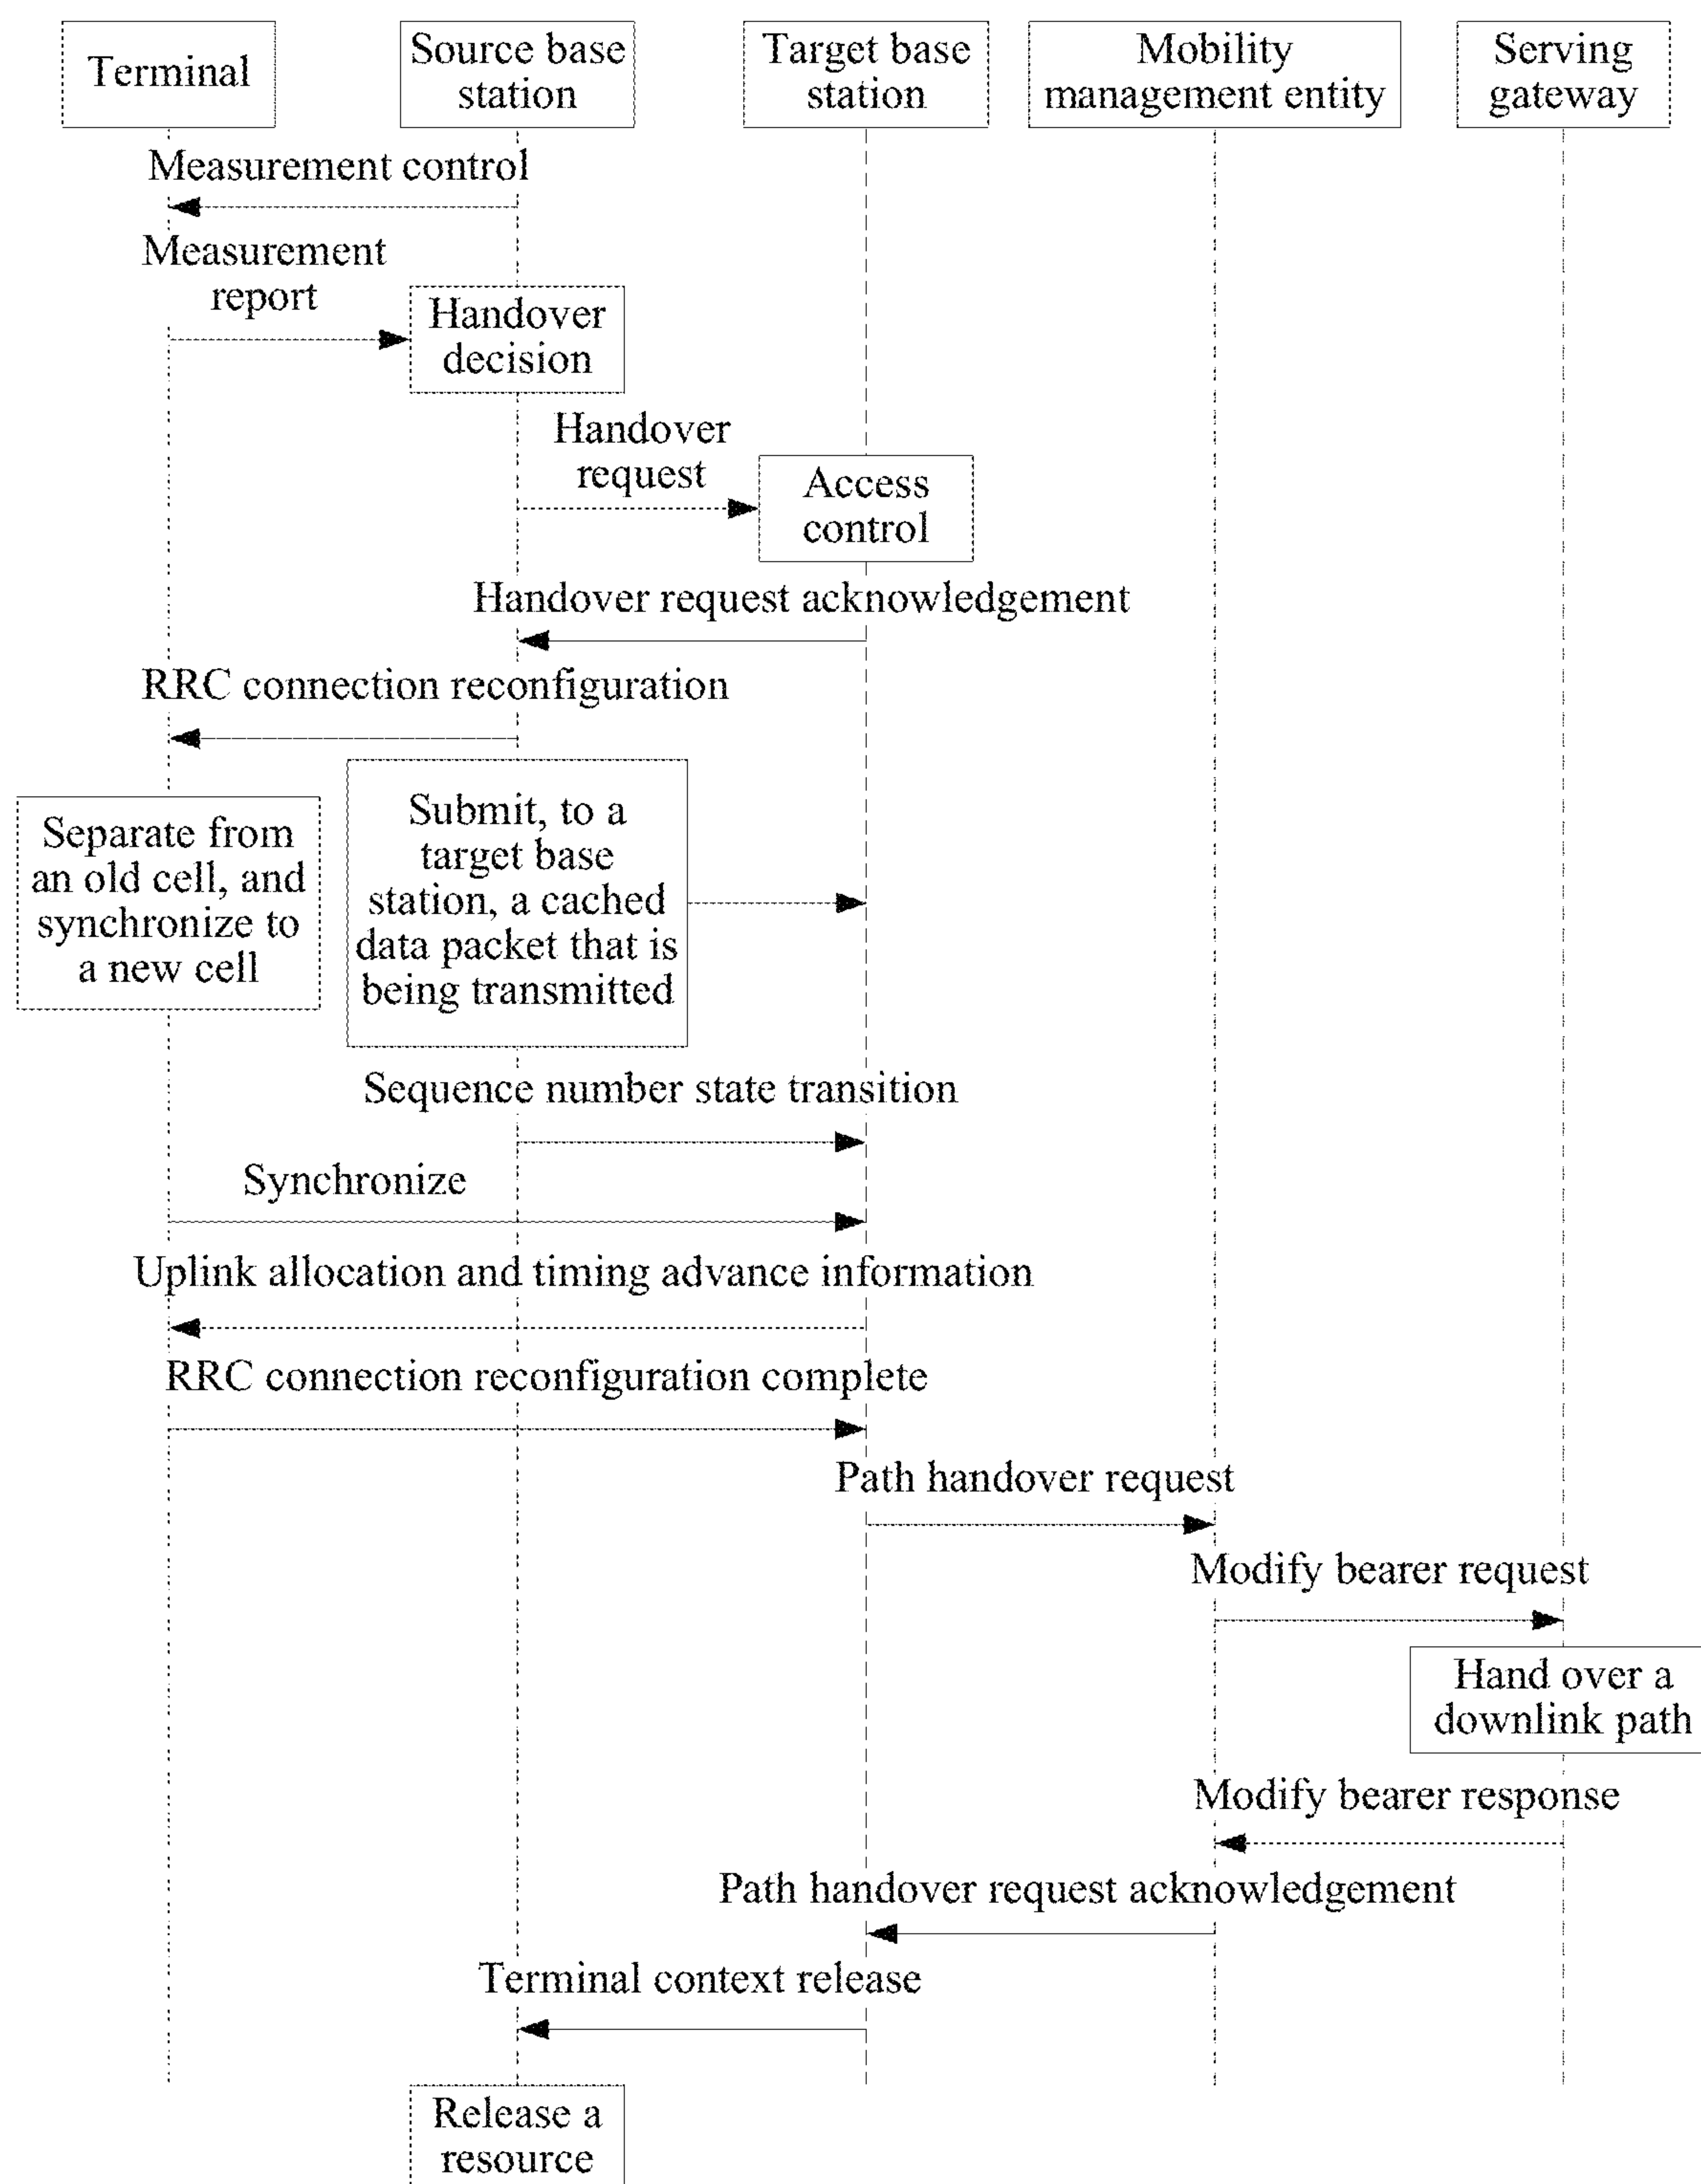 Terminal
Source base
station
Target base
station
Mobility
management entity
Serving
gateway
Measurement control
Measurement
report
Handover
decision
Handover
request
Access
control
Handover request acknowledgement
RRC connection reconfiguration
Separate from
an old cell, and
synchronize to
a new cell
Submit, to a
target base
station, a cached
data packet that is
being transmitted
Sequence number state transition
Synchronize
Uplink allocation and timing advance information
RRC connection reconfiguration complete
Path handover request
Modify bearer request
Hand over a
downlink path
Modify bearer response
Path handover request acknowledgement
Terminal context release
Release a
resource